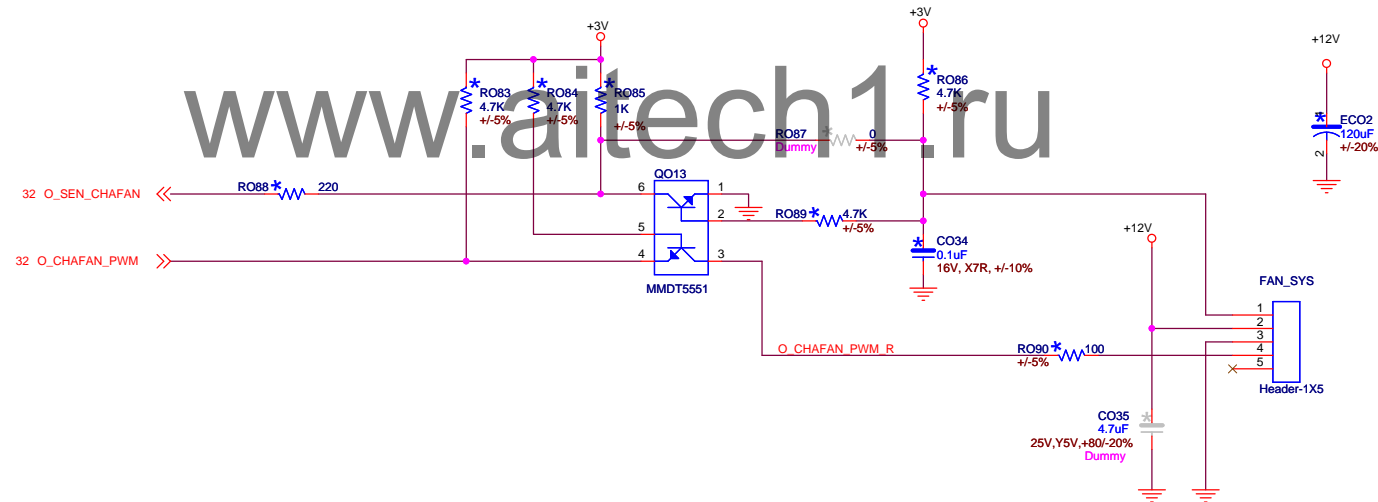 +3V
+3V
+12V
www.aitech1.ru
*
RO83
4.7K
+/-5%
*
RO84
4.7K
+/-5%
*
RO85
1K
+/-5%
*
RO86
4.7K
+/-5%
*
ECO2
120uF
+/-20%
2
RO87
Dummy
*
0
+/-5%
32 O_SEN_CHAFAN
RO88
*
220
QO13
6
1
2
5
4
3
MMDT5551
RO89
*
4.7K
+/-5%
*
CO34
0.1uF
16V, X7R, +/-10%
32 O_CHAFAN_PWM
+12V
FAN_SYS
1
2
3
4
5
Header-1X5
O_CHAFAN_PWM_R
RO90
*
100
+/-5%
CO35
*
4.7uF
25V,Y5V,+80/-20%
Dummy